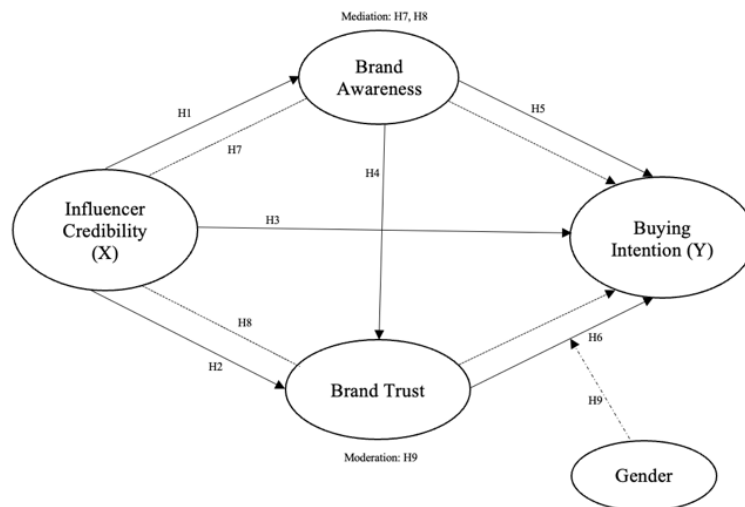 Mediation: H7, H8
Brand
Awareness
H1
H5
H7
H4
Influencer
Credibility
(X)
H3
Buying
Intention (Y)
H8
H2
H6
Brand Trust
H9
Moderation: H9
Gender